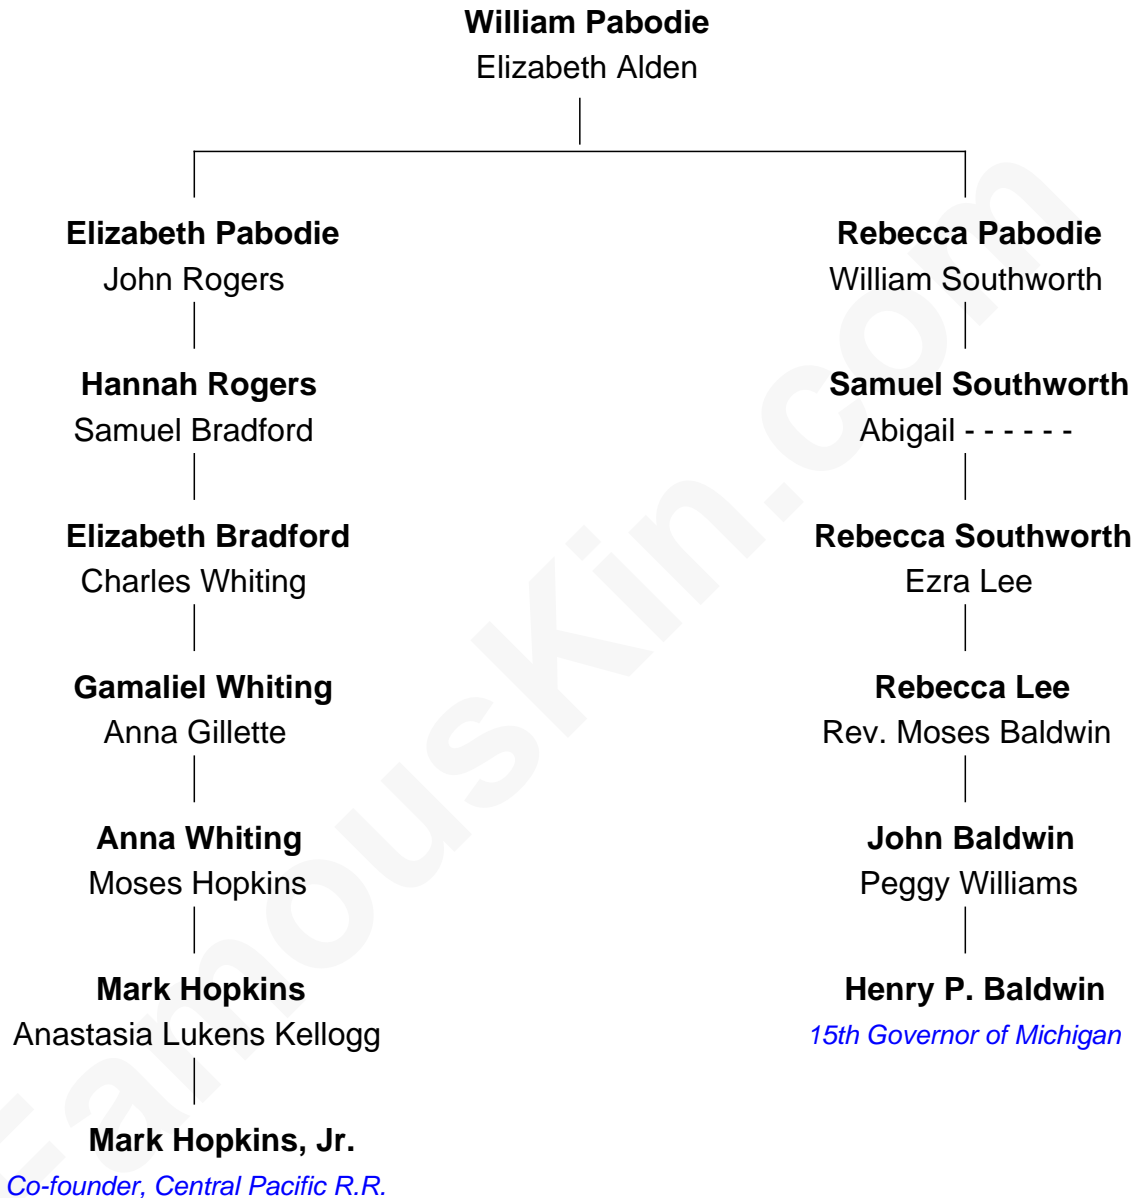 William Pabodie
Elizabeth Alden
Elizabeth Pabodie
John Rogers
Hannah Rogers
Samuel Bradford
Elizabeth Bradford
Charles Whiting
Gamaliel Whiting
Anna Gillette
Anna Whiting
Moses Hopkins
Mark Hopkins
Anastasia Lukens Kellogg
Mark Hopkins, Jr.
Co-founder, Central Pacific R.R.
Rebecca Pabodie
William Southworth
Samuel Southworth
Abigail - - - - - -
Rebecca Southworth
Ezra Lee
Rebecca Lee
Rev. Moses Baldwin
John Baldwin
Peggy Williams
Henry P. Baldwin
15th Governor of Michigan
FamousKin.com